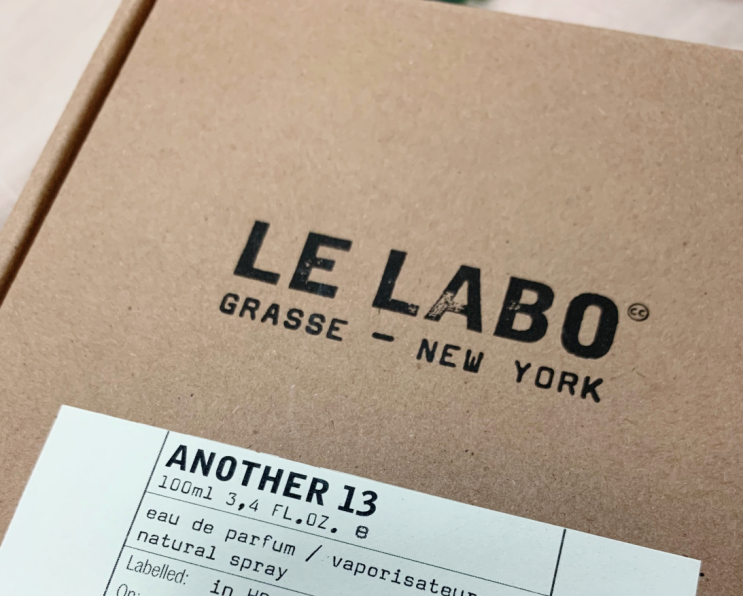 LE LABO
GRASSE — NEW YORK
ANOTHER 13
100ml 3,4 FL.OZ. e
eau de parfum / vaporisateur
natural spray
Labelled: in